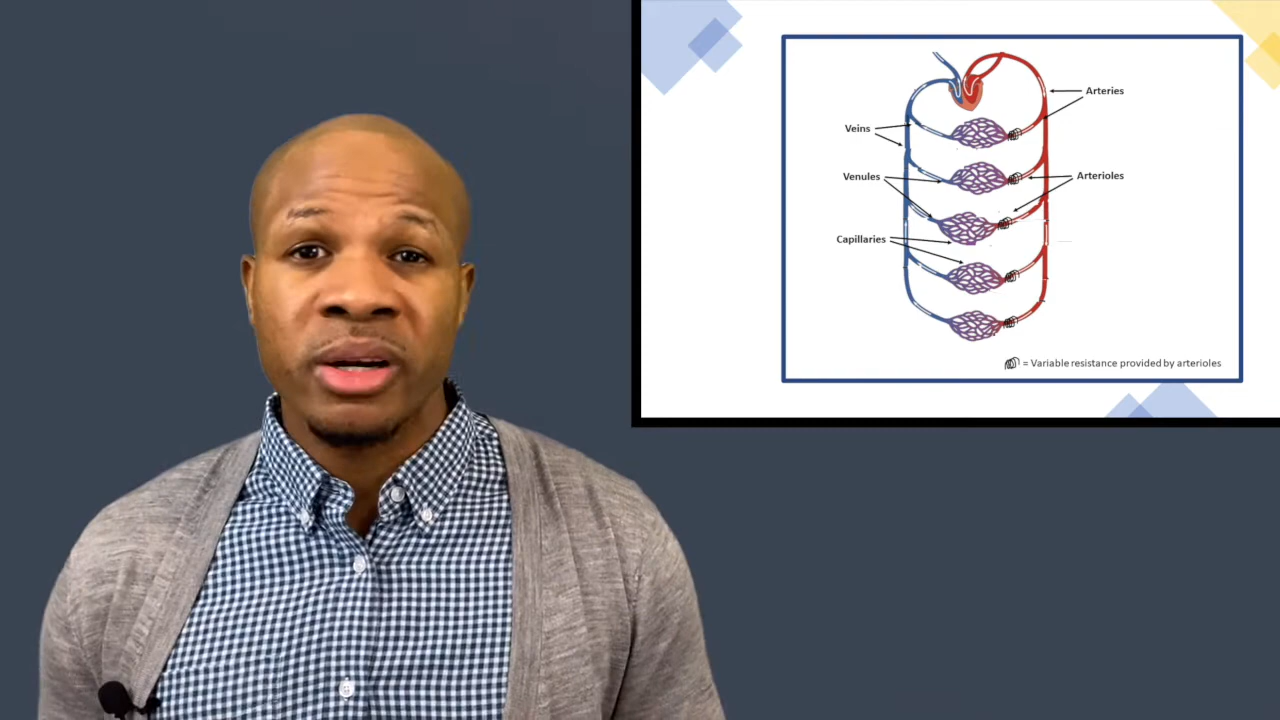 Arteries
Veins
Venules
Arterioles
Capillaries
= Variable resistance provided by arterioles